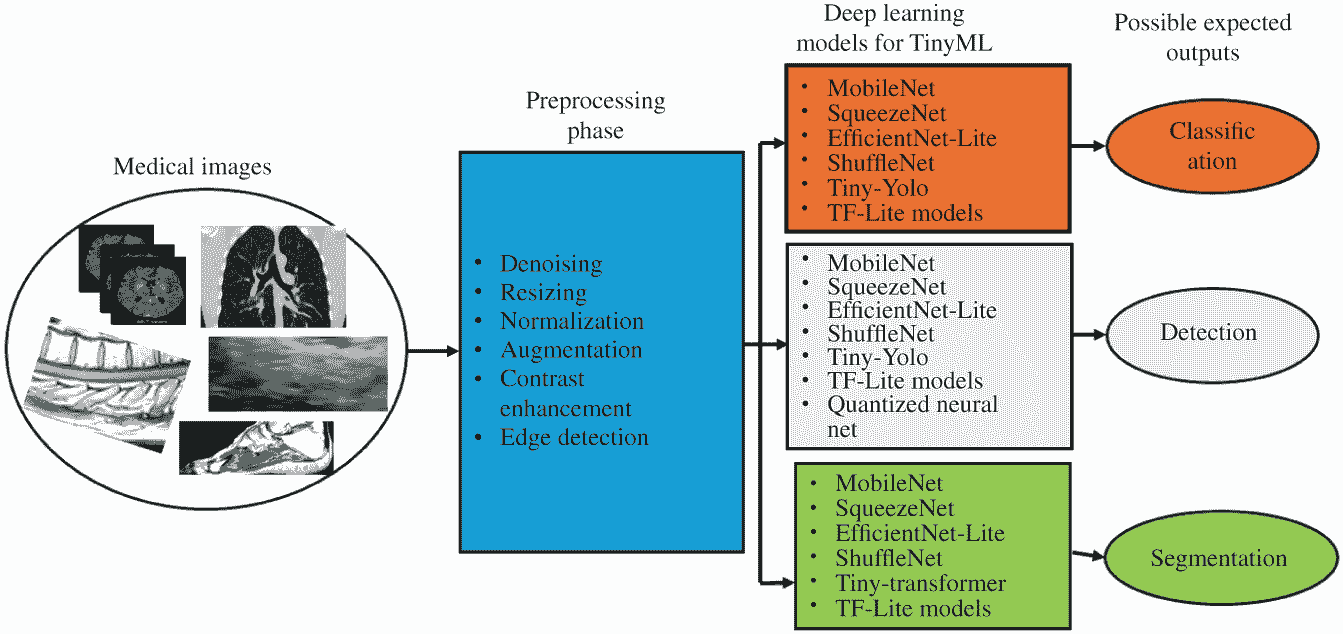 Medical images
Preprocessing
phase
• Denoising
• Resizing
• Normalization
• Augmentation
• Contrast
enhancement
• Edge detection
Deep learning
models for TinyML
• MobileNet
• SqueezeNet
• EfficientNet-Lite
• ShuffleNet
• Tiny-Yolo
• TF-Lite models
• MobileNet
• SqueezeNet
• EfficientNet-Lite
• ShuffleNet
• Tiny-Yolo
• TF-Lite models
• Quantized neural
net
• MobileNet
• SqueezeNet
• EfficientNet-Lite
• ShuffleNet
• Tiny-transformer
• TF-Lite models
Possible expected
outputs
Classific
ation
Detection
Segmentation